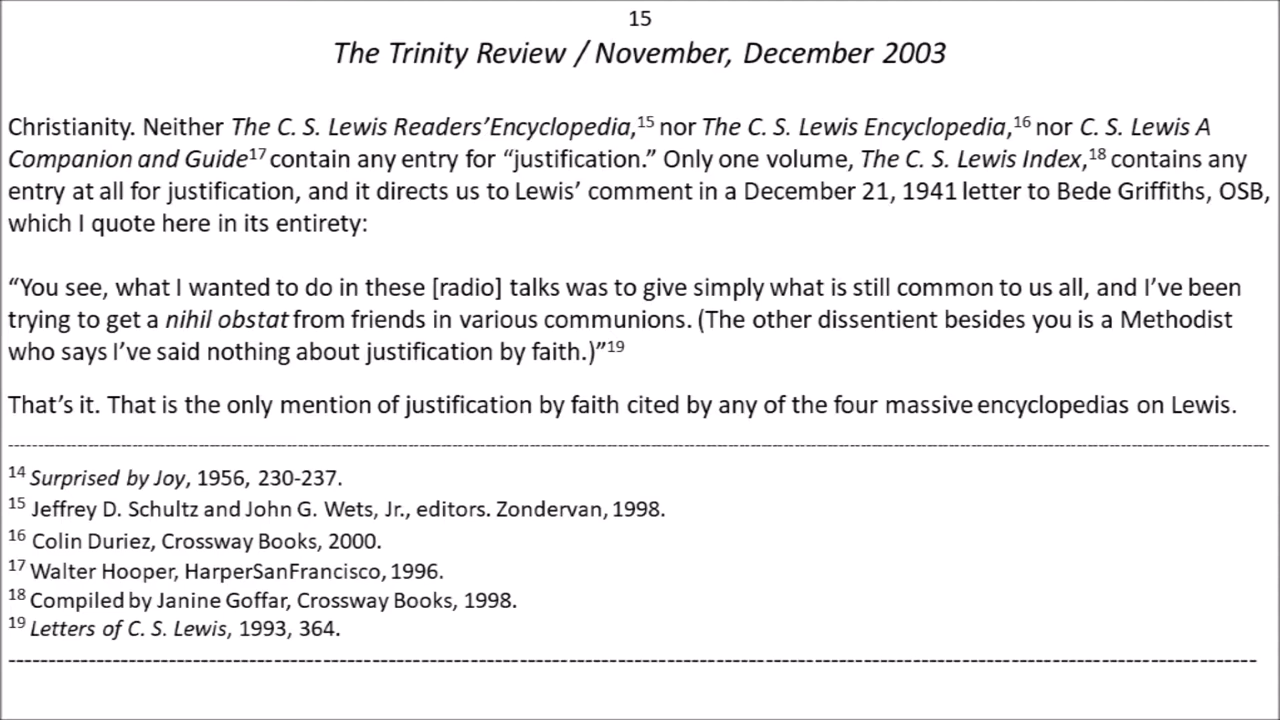 15
The Trinity Review / November, December 2003
Christianity. Neither The C. S. Lewis Readers’Encyclopedia,15 nor The C. S. Lewis Encyclopedia,16 nor C. S. Lewis A
Companion and Guide17 contain any entry for “justification.” Only one volume, The C. S. Lewis Index,18 contains any
entry at all for justification, and it directs us to Lewis’ comment in a December 21, 1941 letter to Bede Griffiths, OSB,
which I quote here in its entirety:
“You see, what I wanted to do in these [radio] talks was to give simply what is still common to us all, and I’ve been
trying to get a nihil obstat from friends in various communions. (The other dissentient besides you is a Methodist
who says I’ve said nothing about justification by faith.)”19
That’s it. That is the only mention of justification by faith cited by any of the four massive encyclopedias on Lewis.
14 Surprised by Joy, 1956, 230-237.
15 Jeffrey D. Schultz and John G. Wets, Jr., editors. Zondervan, 1998.
16 Colin Duriez, Crossway Books, 2000.
17 Walter Hooper, HarperSanFrancisco, 1996.
18 Compiled by Janine Goffar, Crossway Books, 1998.
19 Letters of C. S. Lewis, 1993, 364.